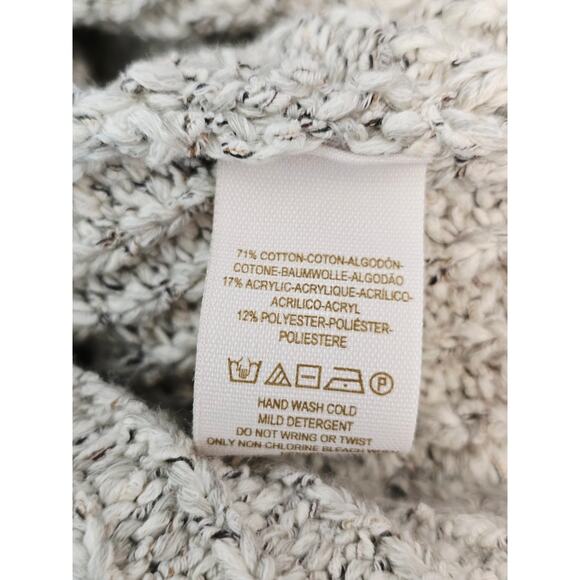 71% COTTON-COTON-ALGODÓN-
COTONE-BAUMWOLLE-ALGODÃO
17% ACRYLIC-ACRYLIQUE-ACRÍLICO-
ACRILICO-ACRYL
12% POLYESTER-POLIÉSTER-
POLIESTERE
P
HAND WASH COLD
MILD DETERGENT
DO NOT WRING OR TWIST
ONLY NON CHLORINE BLEACH WHEN